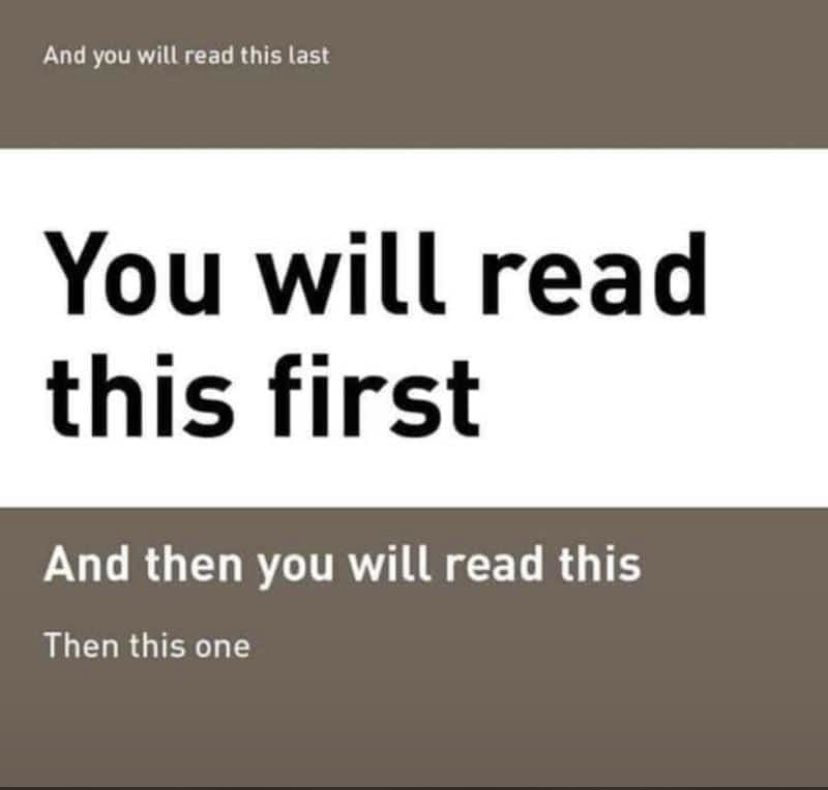 And you will read this last
You will read
this first
And then you will read this
Then this one